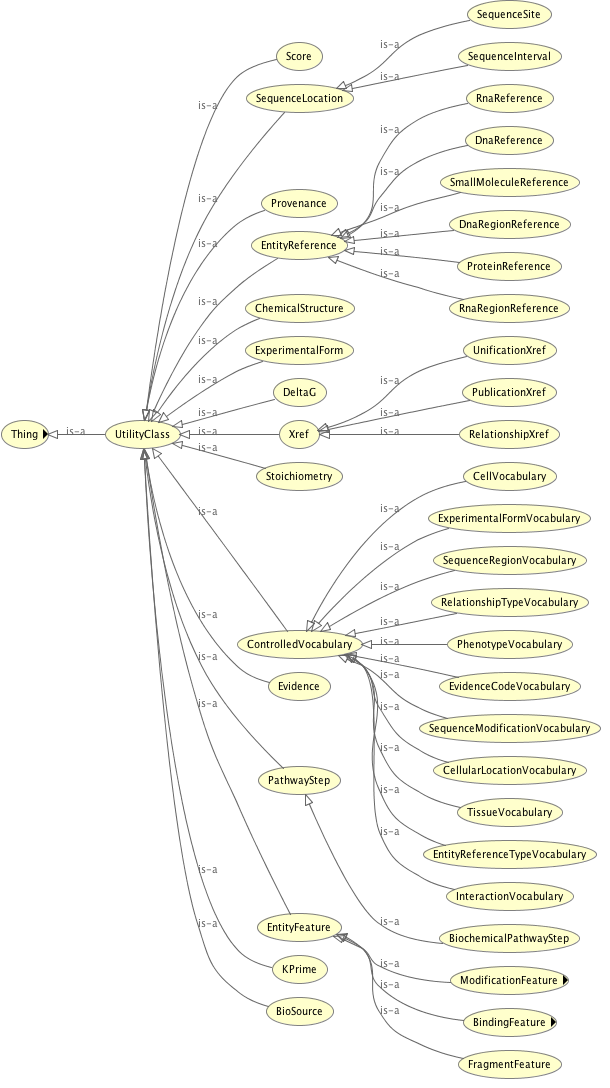 SequenceSite
is-a
Score
SequenceInterval
is-a
SequenceLocation
RnaReference
is-a
is-a
DnaReference
is-a
SmallMoleculeReference
is-a
Provenance
is-a
DnaRegionReference
is-a
EntityReference
is-a
is-a
ProteinReference
is-a
is-a
ChemicalStructure
RnaRegionReference
is-a
ExperimentalForm
UnificationXref
is-a
is-a
DeltaG
PublicationXref
is-a
is-a
Thing
is-a
UtilityClass
is-a
Xref
is-a
RelationshipXref
is-a
Stoichiometry
CellVocabulary
is-a
is-a
ExperimentalFormVocabulary
is-a
SequenceRegionVocabulary
is-a
RelationshipTypeVocabulary
is-a
is-a
ControlledVocabulary
is-a
PhenotypeVocabulary
is-a
is-a
Evidence
EvidenceCodeVocabulary
is-a
SequenceModificationVocabulary
is-a
PathwayStep
CellularLocationVocabulary
is-a
TissueVocabulary
is-a
EntityReferenceTypeVocabulary
is-a
is-a
InteractionVocabulary
is-a
is-a
EntityFeature
BiochemicalPathwayStep
is-a
KPrime
ModificationFeature
is-a
BioSource
is-a
BindingFeature
FragmentFeature